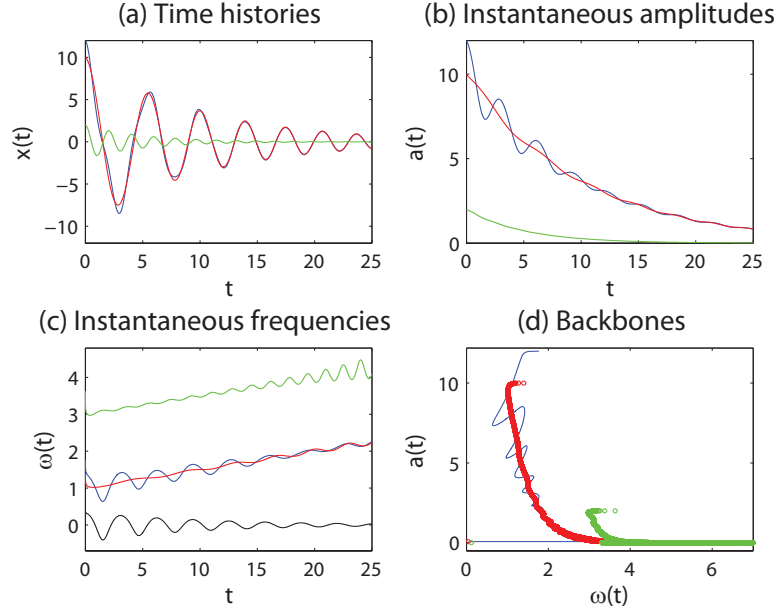 (a) Time histories
10
5
0
−5
−10
x(t)
0 5 10 15 20 25
t
(b) Instantaneous amplitudes
10
5
0
a(t)
0 5 10 15 20 25
t
(c) Instantaneous frequencies
4
3
2
1
0
ω(t)
0 5 10 15 20 25
t
(d) Backbones
10
5
0
a(t)
0 2 4 6
ω(t)